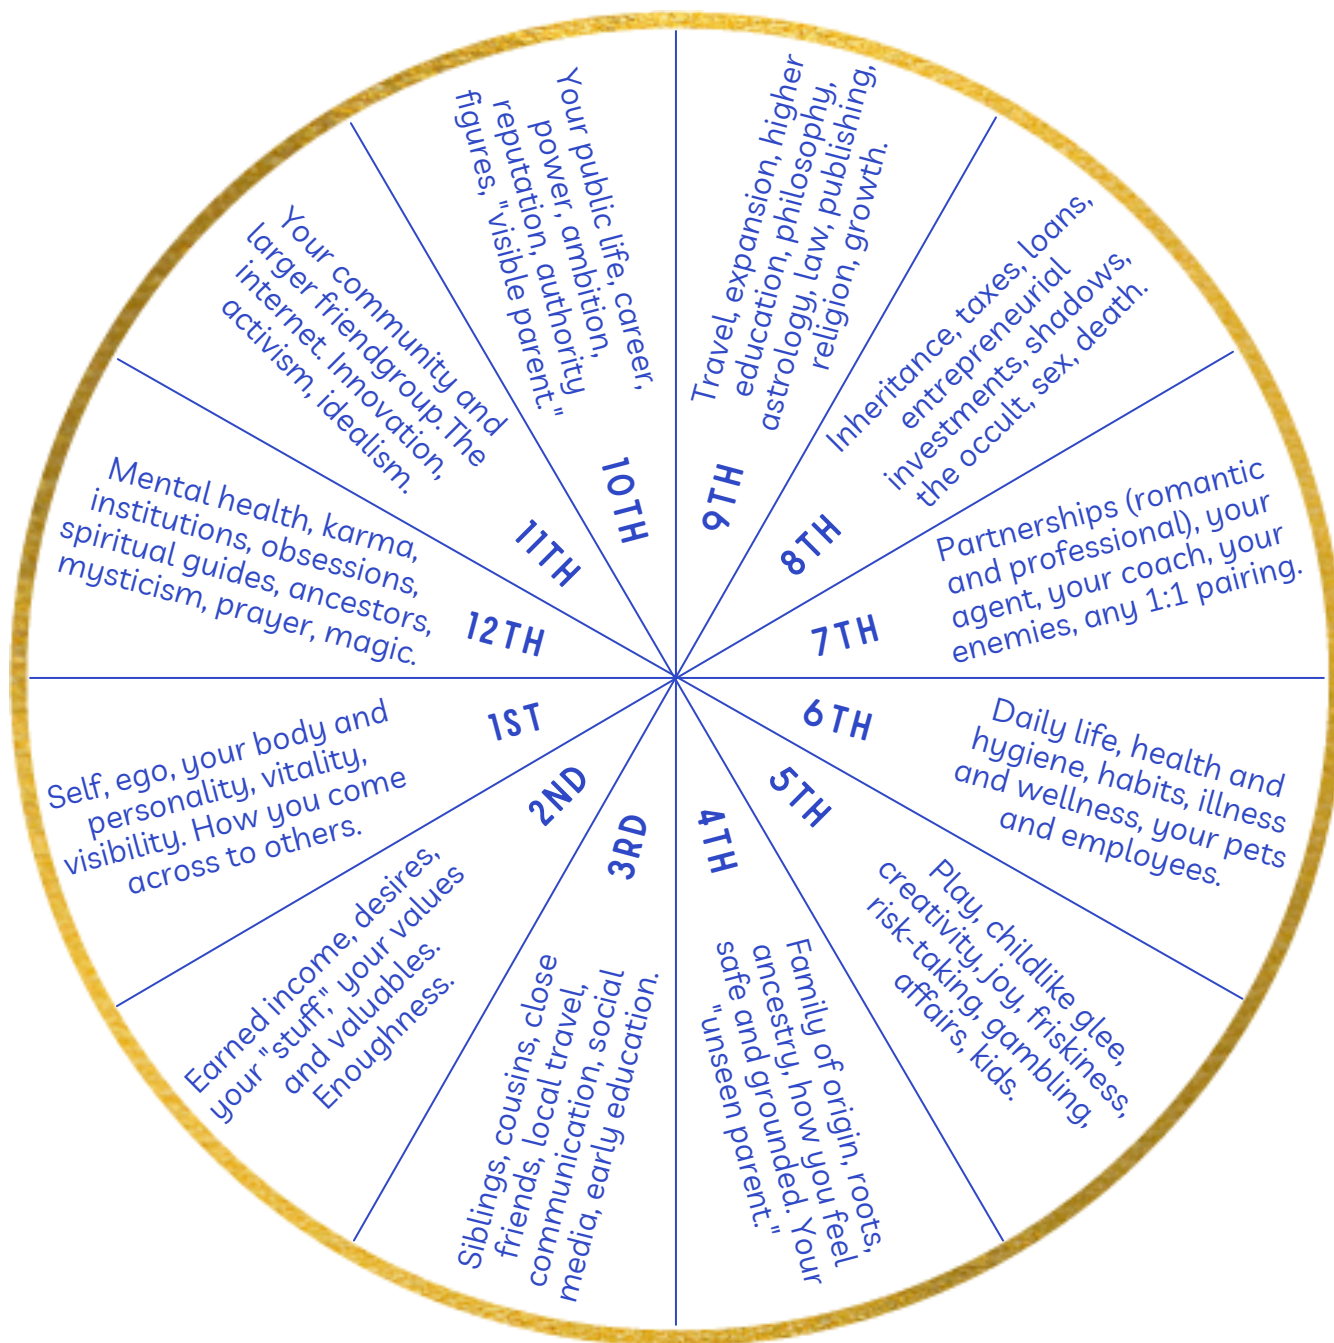 1ST
Self, ego, your body and
personality, vitality,
visibility. How you come
across to others.
2ND
Earned income, desires,
your "stuff," your values
and valuables.
Enoughness.
3RD
Siblings, cousins, close
friends, local travel,
communication, social
media, early education.
4TH
Family of origin, roots,
ancestry, how you feel
safe and grounded. Your
"unseen parent."
5TH
Play, childlike glee,
creativity, joy, friskiness,
risk-taking, gambling,
affairs, kids.
6TH
Daily life, health and
hygiene, habits, illness
and wellness, your pets
and employees.
7TH
Partnerships (romantic
and professional), your
agent, your coach, your
enemies, any 1:1 pairing.
8TH
Inheritance, taxes, loans,
entrepreneurial
investments, shadows,
the occult, sex, death.
9TH
Travel, expansion, higher
education, philosophy,
astrology, law, publishing,
religion, growth.
10TH
Your public life, career,
power, ambition,
reputation, authority
figures, "visible parent."
11TH
Your community and
larger friendgroup. The
internet. Innovation,
activism, idealism.
12TH
Mental health, karma,
institutions, obsessions,
spiritual guides, ancestors,
mysticism, prayer, magic.